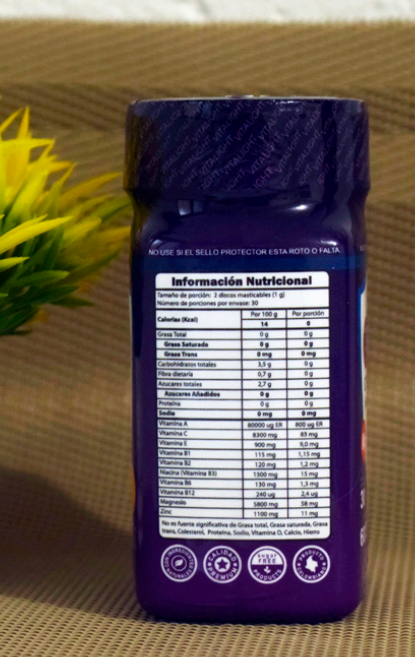 VITALIGHT
NO USE SI EL SELLO PROTECTOR ESTA ROTO O FALTA.
Información Nutricional
Tamaño de porción: 2 discos masticables (1 g)
Número de porciones por envase: 30
Calorías (Kcal) Por 100 g Por porción
14 0
Grasa Total 0 g 0 g
Grasa Saturada 0 g 0 g
Grasa Trans 0 mg 0 mg
Carbohidratos totales 3,5 g 0 g
Fibra dietaria 0,7 g 0 g
Azúcares totales 2,7 g 0 g
Azúcares Añadidos 0 g 0 g
Proteína 0 g 0 g
Sodio 0 mg 0 mg
Vitamina A 80000 ug ER 800 ug ER
Vitamina C 8300 mg 83 mg
Vitamina E 900 mg 9,0 mg
Vitamina B1 115 mg 1,15 mg
Vitamina B2 120 mg 1,2 mg
Niacina (Vitamina B3) 1500 mg 15 mg
Vitamina B6 130 mg 1,3 mg
Vitamina B12 240 ug 2,4 ug
Magnesio 5800 mg 58 mg
Zinc 1100 mg 11 mg
No es fuente significativa de Grasa total, Grasa saturada, Grasa
trans, Colesterol, Proteína, Sodio, Vitamina D, Calcio, Hierro
INGREDIENTES
NATURALES
CALIDAD
PREMIUM
sugar
FREE
PRODUCTS
PRODUCTO
COLOMBIANO